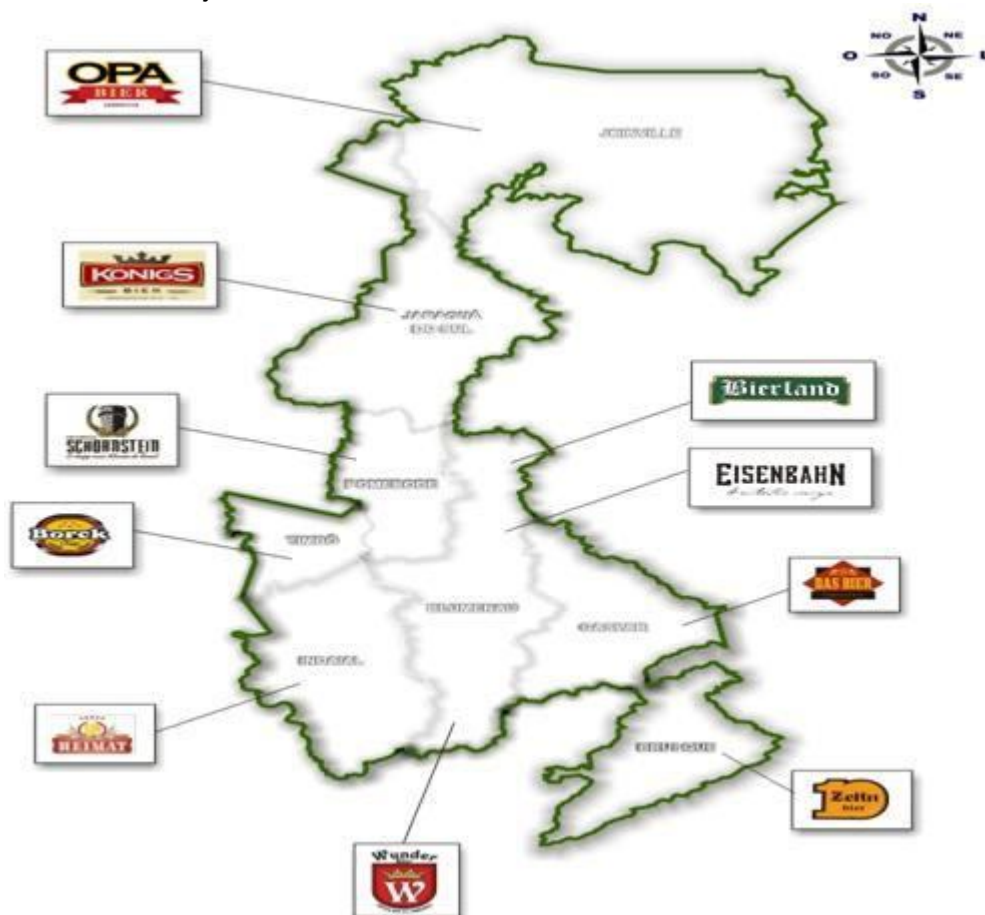 N
NO
NE
O
L
SO
SE
S
OPA
BIER
JOINVILLE
KÖNIGS
BIER
JARAGUÁ
DO SUL
Bierland
SCHORNSTEIN
EISENBAHN
POMERODE
Borck
TIMBÓ
DAS BIER
BLUMENAU
GASPAR
INDAIAL
HEIMAT
BRUSQUE
Zehn
bier
Wunder
W